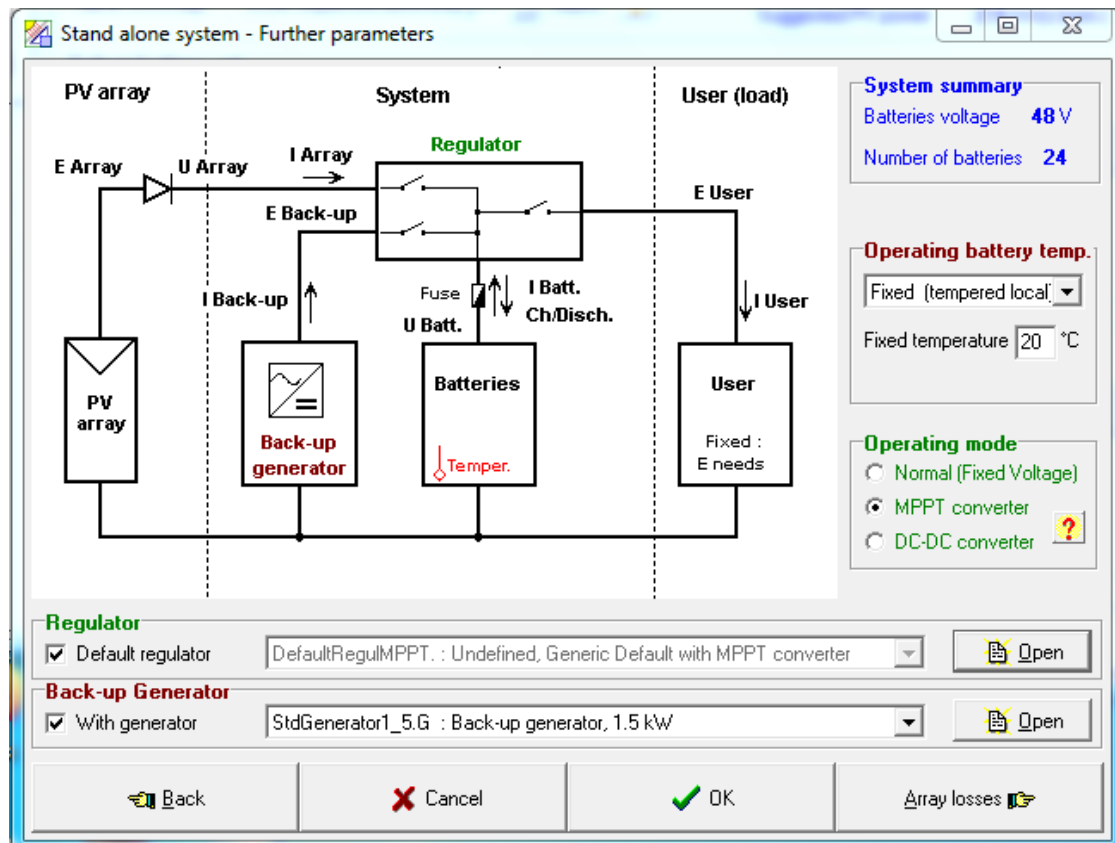 Stand alone system - Further parameters
PV array
System
User (load)
E Array
U Array
I Array
Regulator
E Back-up
E User
I Back-up
Fuse
I Batt.
Ch/Disch.
U Batt.
I User
PV
array
Back-up
generator
Batteries
Temper.
User
Fixed :
E needs
System summary
Batteries voltage 48 V
Number of batteries 24
Operating battery temp.
Fixed (tempered local)
Fixed temperature 20 °C
Operating mode
Normal (Fixed Voltage)
MPPT converter
DC-DC converter
?
Regulator
Default regulator DefaultRegulMPPT. : Undefined, Generic Default with MPPT converter Open
Back-up Generator
With generator StdGenerator1_5.G : Back-up generator, 1.5 kW Open
Back Cancel OK Array losses